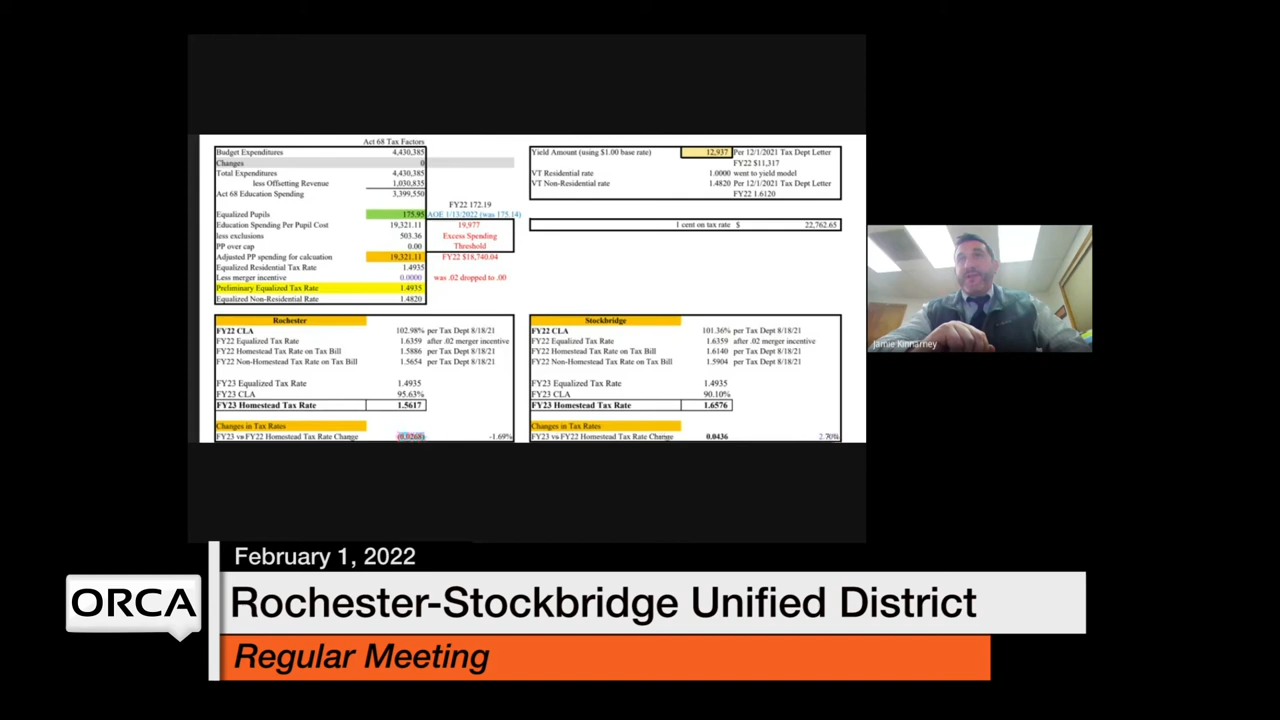 Act 68 Tax Factors
Budget Expenditures 4,430,385
Changes 0
Total Expenditures 4,430,385
less Offsetting Revenue 1,030,835
Act 68 Education Spending 3,399,550
FY22 172.19
Equalized Pupils 175.95 AOE 1/13/2022 (was 175.14)
Education Spending Per Pupil Cost 19,321.11 19,977
less exclusions 503.36 Excess Spending
PP over cap 0.00 Threshold
Adjusted PP spending for calcuation 19,321.11 FY22 $18,740.04
Equalized Residential Tax Rate 1.4935
Less merger incentive 0.0000 was .02 dropped to .00
Preliminary Equalized Tax Rate 1.4935
Equalized Non-Residential Rate 1.4820
Yield Amount (using $1.00 base rate) 12,937 Per 12/1/2021 Tax Dept Letter
FY22 $11,317
VT Residential rate 1.0000 went to yield model
VT Non-Residential rate 1.4820 Per 12/1/2021 Tax Dept Letter
FY22 1.6120
1 cent on tax rate $ 22,762.65
Rochester
FY22 CLA 102.98% per Tax Dept 8/18/21
FY22 Equalized Tax Rate 1.6359 after .02 merger incentive
FY22 Homestead Tax Rate on Tax Bill 1.5886 per Tax Dept 8/18/21
FY22 Non-Homestead Tax Rate on Tax Bill 1.5654 per Tax Dept 8/18/21
FY23 Equalized Tax Rate 1.4935
FY23 CLA 95.63%
FY23 Homestead Tax Rate 1.5617
Changes in Tax Rates
FY23 vs FY22 Homestead Tax Rate Change (0.0268) -1.69%
Stockbridge
FY22 CLA 101.36% per Tax Dept 8/18/21
FY22 Equalized Tax Rate 1.6359 after .02 merger incentive
FY22 Homestead Tax Rate on Tax Bill 1.6140 per Tax Dept 8/18/21
FY22 Non-Homestead Tax Rate on Tax Bill 1.5904 per Tax Dept 8/18/21
FY23 Equalized Tax Rate 1.4935
FY23 CLA 90.10%
FY23 Homestead Tax Rate 1.6576
Changes in Tax Rates
FY23 vs FY22 Homestead Tax Rate Change 0.0436 2.70%
Jamie Kinnarney
February 1, 2022
ORCA
Rochester-Stockbridge Unified District
Regular Meeting